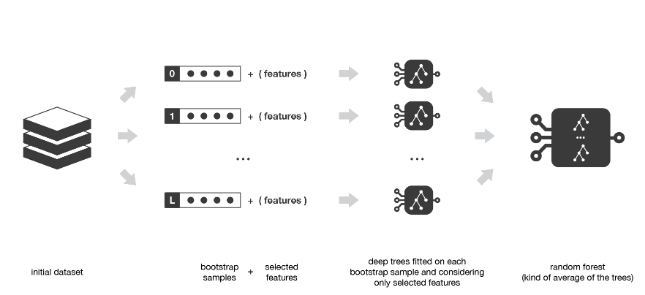 0 + ( features )
1 + ( features )
... ...
L + ( features )
...
initial dataset
bootstrap samples + selected features
deep trees fitted on each
bootstrap sample and considering
only selected features
random forest
(kind of average of the trees)